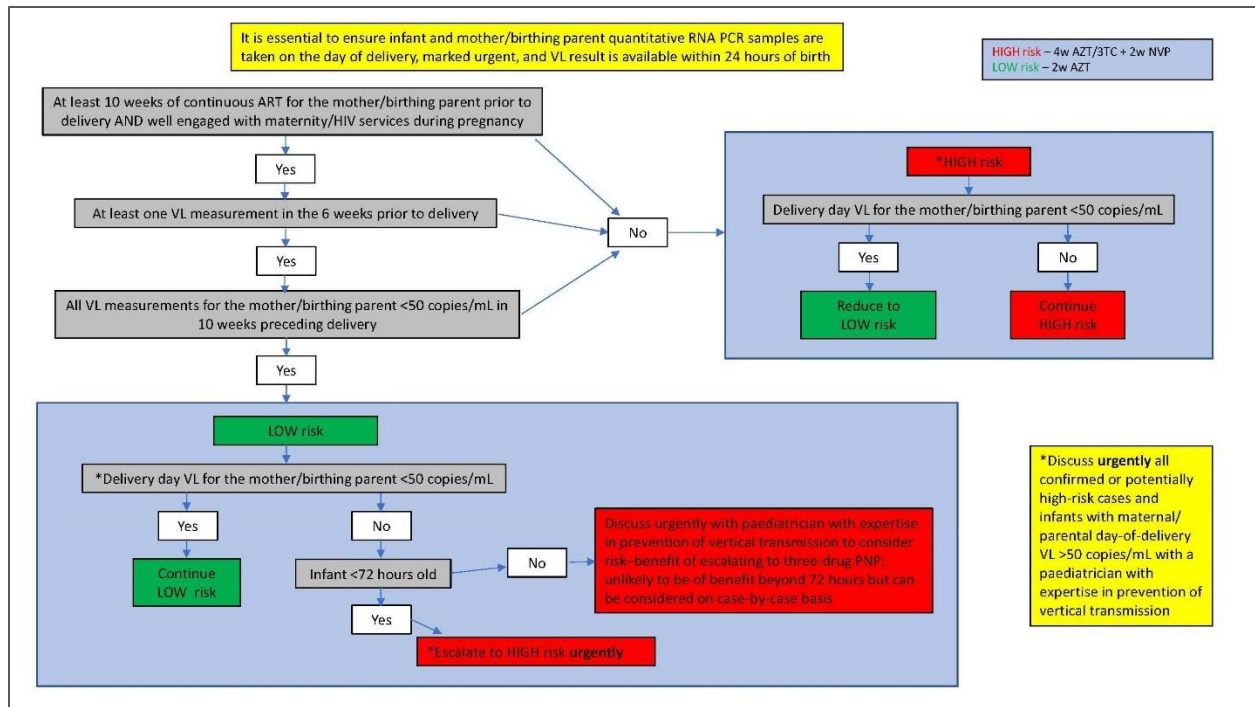 It is essential to ensure infant and mother/birthing parent quantitative RNA PCR samples are
taken on the day of delivery, marked urgent, and VL result is available within 24 hours of birth
HIGH risk – 4w AZT/3TC + 2w NVP
LOW risk – 2w AZT
At least 10 weeks of continuous ART for the mother/birthing parent prior to
delivery AND well engaged with maternity/HIV services during pregnancy
Yes
At least one VL measurement in the 6 weeks prior to delivery
Yes
All VL measurements for the mother/birthing parent <50 copies/mL in
10 weeks preceding delivery
Yes
No
*HIGH risk
Delivery day VL for the mother/birthing parent <50 copies/mL
Yes
No
Reduce to
LOW risk
Continue
HIGH risk
LOW risk
*Delivery day VL for the mother/birthing parent <50 copies/mL
Yes
No
Continue
LOW risk
Infant <72 hours old
No
Discuss urgently with paediatrician with expertise
in prevention of vertical transmission to consider
risk–benefit of escalating to three-drug PNP;
unlikely to be of benefit beyond 72 hours but can
be considered on case-by-case basis
Yes
*Escalate to HIGH risk urgently
*Discuss urgently all
confirmed or potentially
high-risk cases and
infants with maternal/
parental day-of-delivery
VL >50 copies/mL with a
paediatrician with
expertise in prevention of
vertical transmission